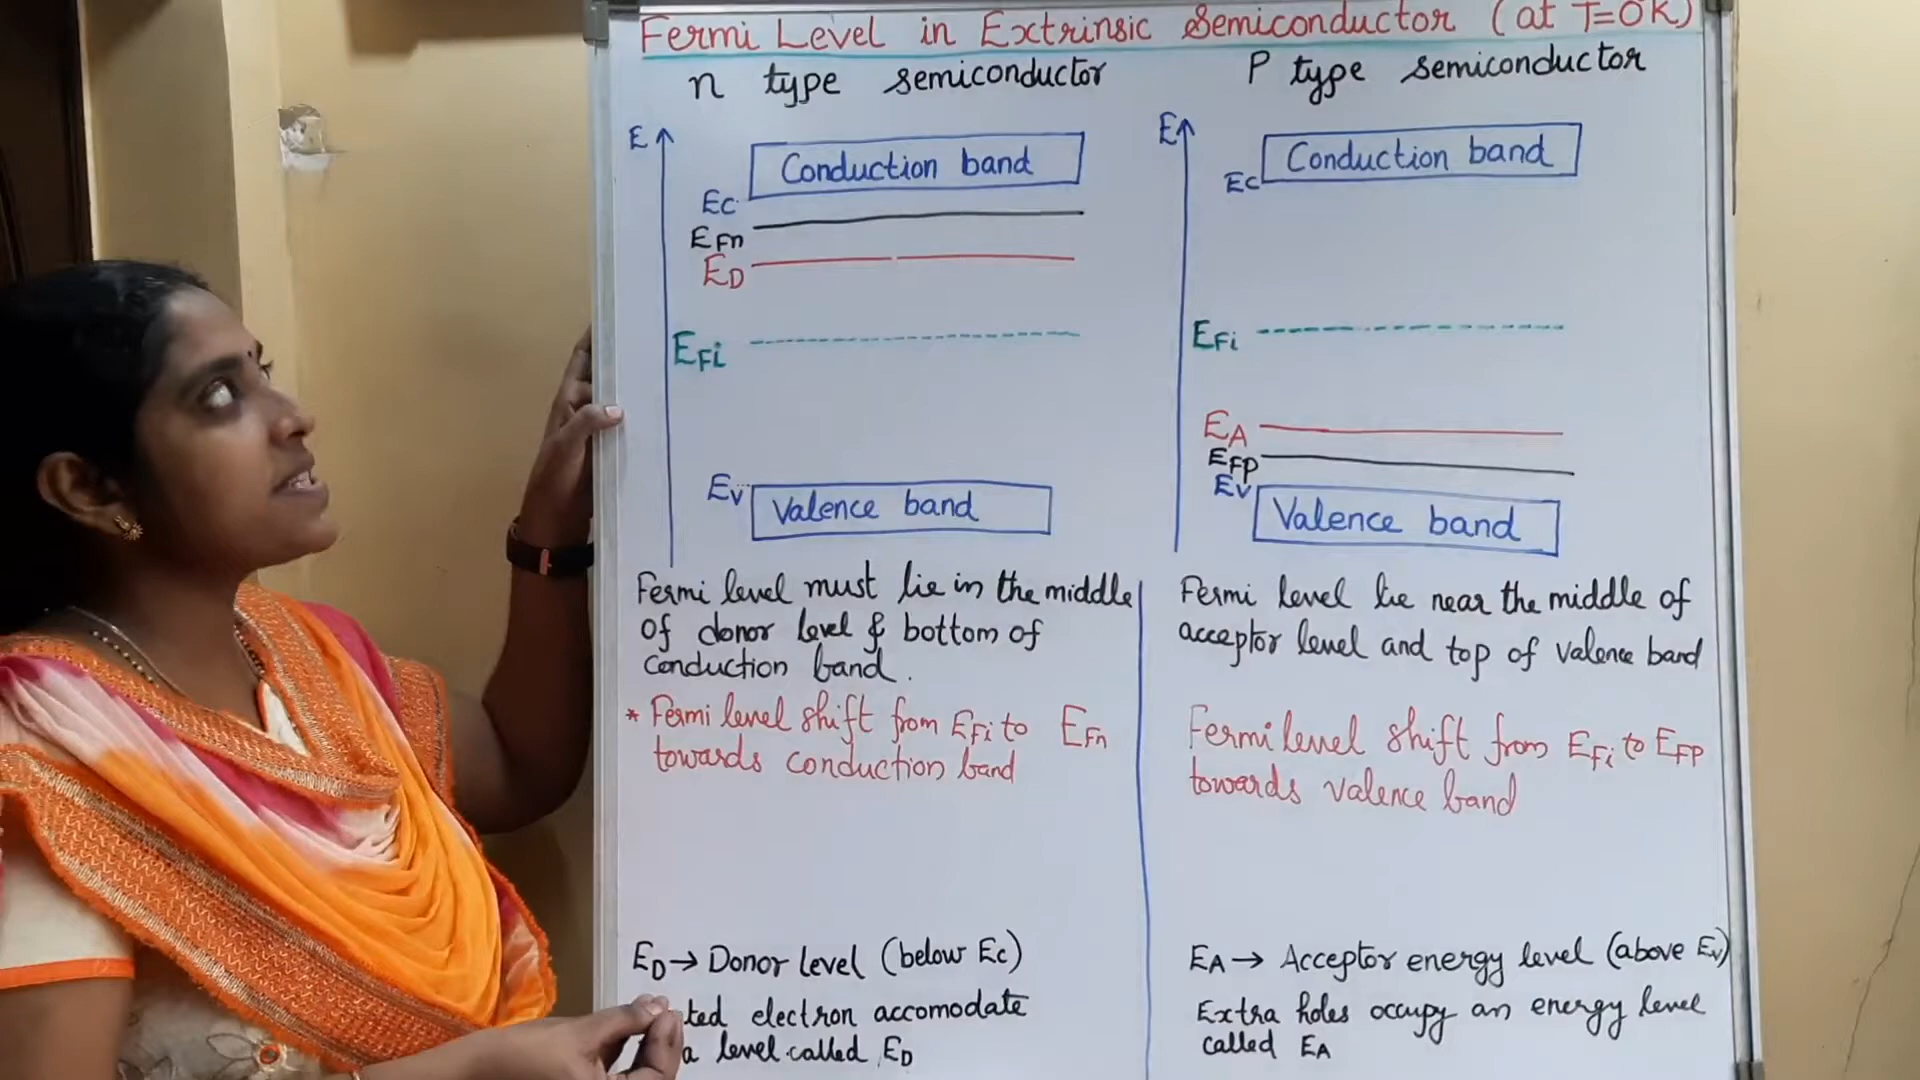 Fermi Level in Extrinsic Semiconductor (at T=0K)
n type semiconductor
E
Conduction band
Ec
EFn
ED
EFi
Ev
Valence band
Fermi level must lie in the middle
of donor level & bottom of
Conduction band.
* Fermi level shift from EFi to EFn
towards conduction band
ED → Donor level (below Ec)
electron accomodate
a level called ED
P type semiconductor
E
Conduction band
Ec
EFi
EA
EFp
Ev
Valence band
Fermi level lie near the middle of
acceptor level and top of valence band
Fermi level shift from EFi to EFP
towards valence band
EA → Acceptor energy level (above Ev)
Extra holes occupy an energy level
called EA